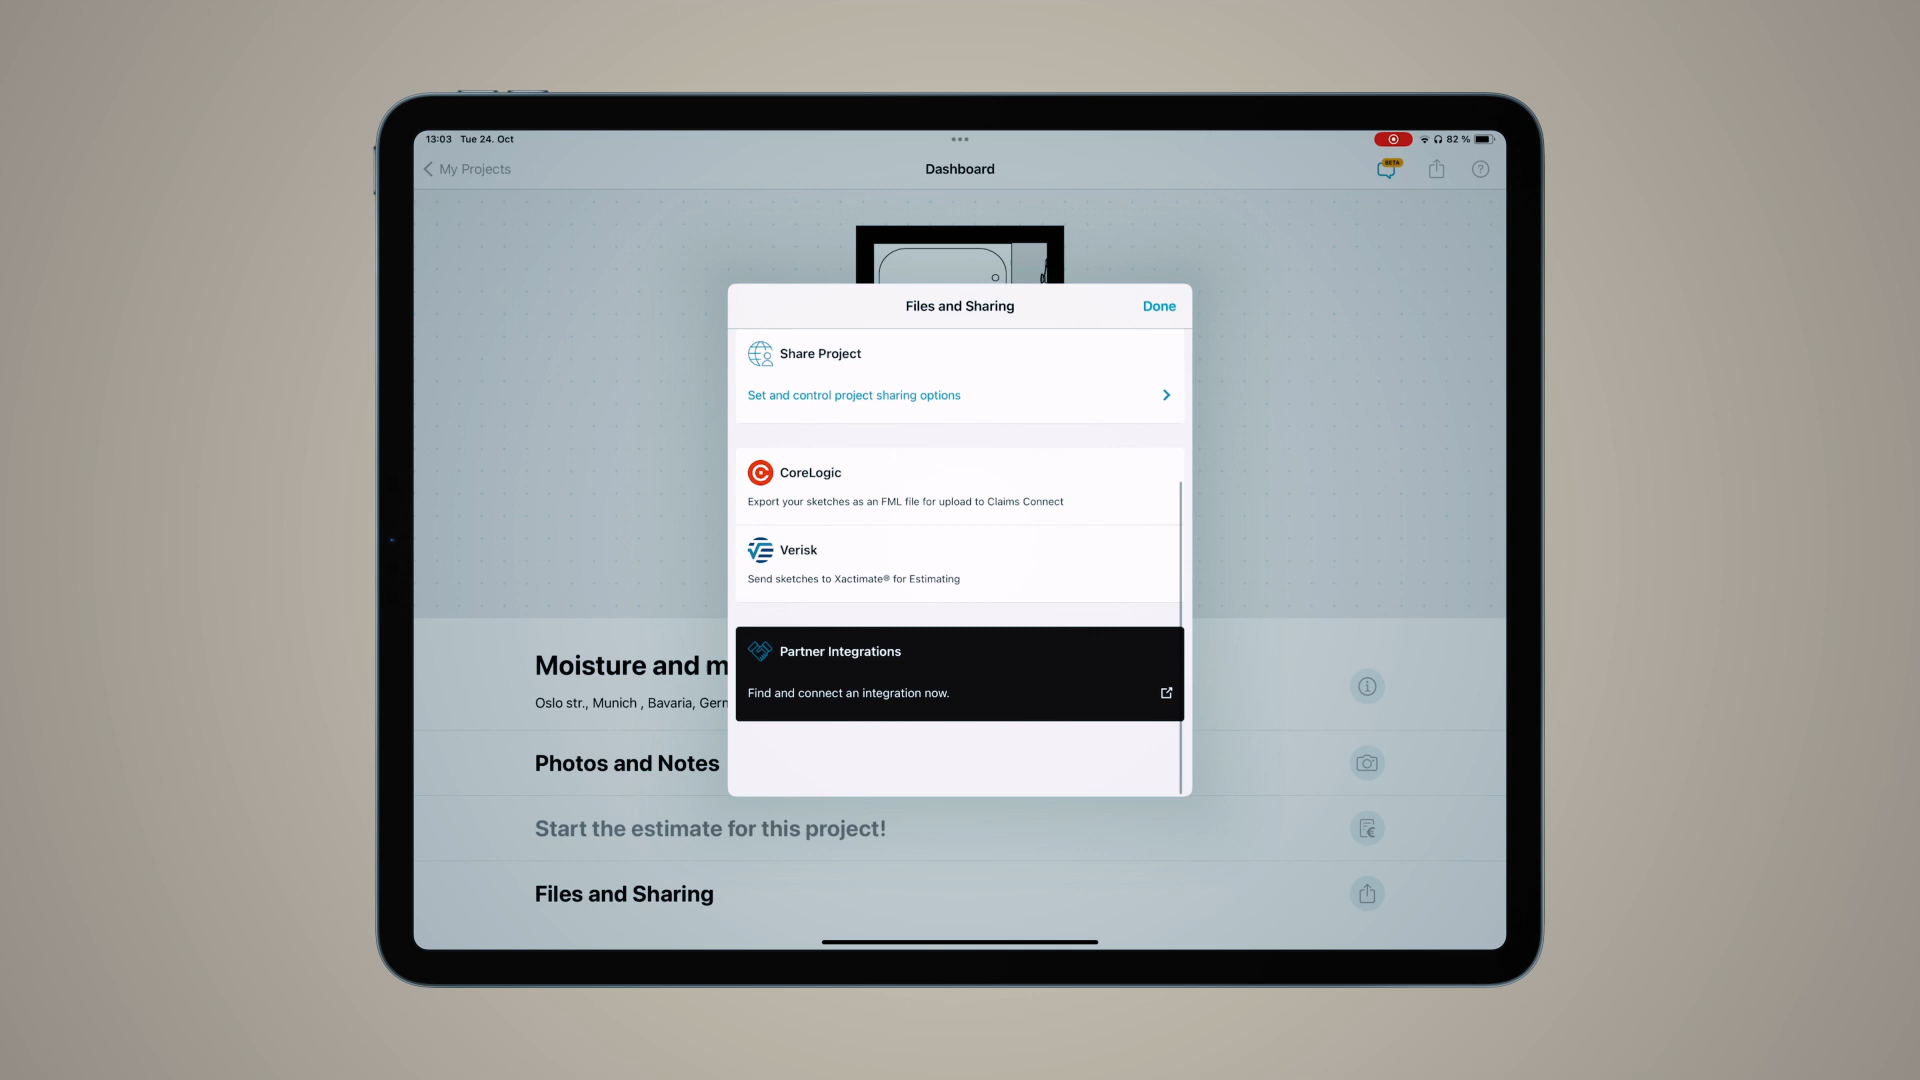 13:03 Tue 24. Oct
82 %
My Projects
Dashboard
BETA
Files and Sharing
Done
Share Project
Set and control project sharing options
CoreLogic
Export your sketches as an FML file for upload to Claims Connect
Verisk
Send sketches to Xactimate® for Estimating
Partner Integrations
Find and connect an integration now.
Moisture and m
Oslo str., Munich , Bavaria, Gern
Photos and Notes
Start the estimate for this project!
Files and Sharing